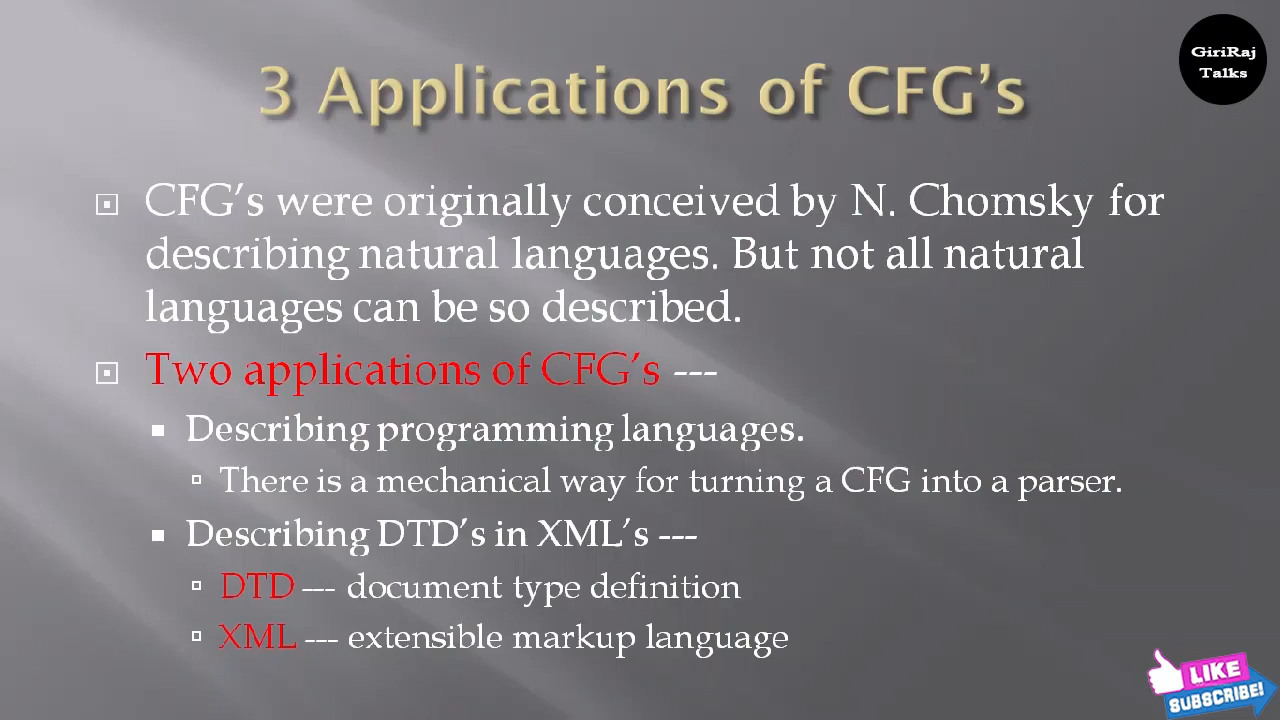 GiriRaj
Talks
3 Applications of CFG’s
CFG’s were originally conceived by N. Chomsky for
describing natural languages. But not all natural
languages can be so described.
Two applications of CFG’s ---
Describing programming languages.
There is a mechanical way for turning a CFG into a parser.
Describing DTD’s in XML’s ---
DTD --- document type definition
XML --- extensible markup language
LIKE
SUBSCRIBE!